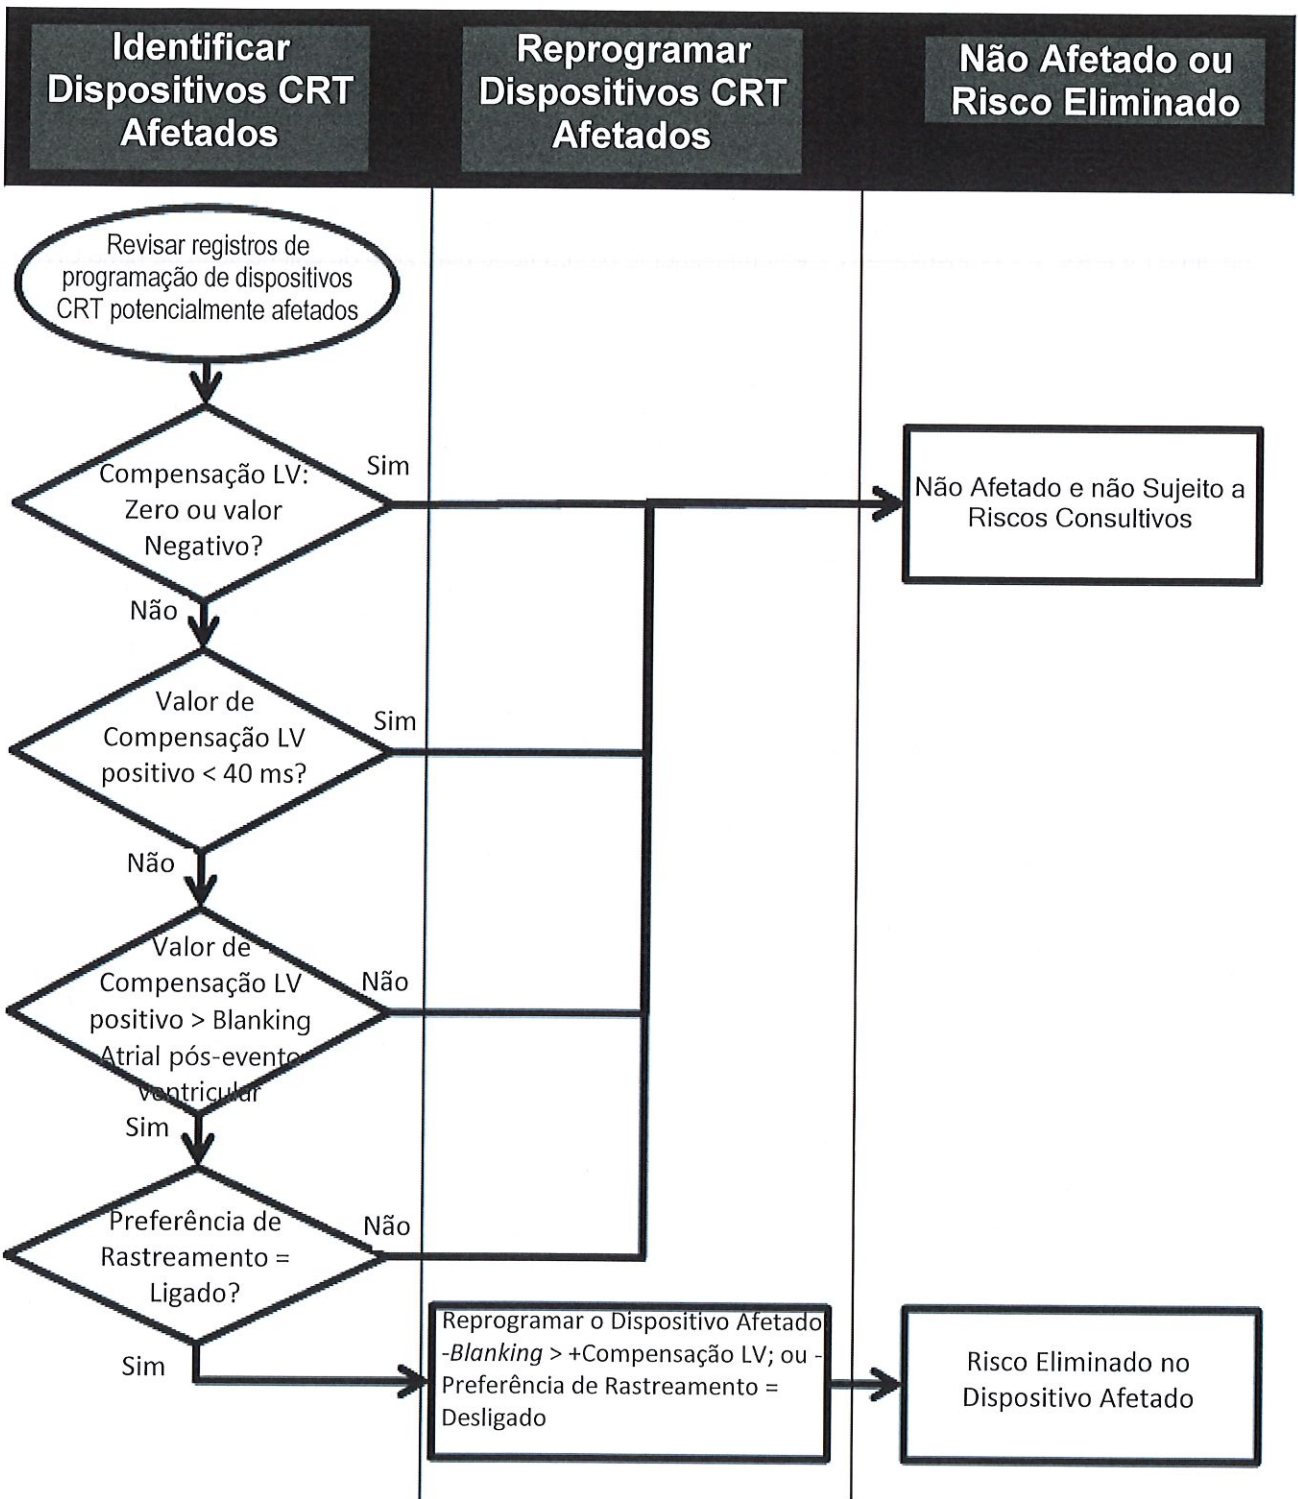 Identificar
Dispositivos CRT
Afetados
Reprogramar
Dispositivos CRT
Afetados
Não Afetado ou
Risco Eliminado
Revisar registros de
programação de dispositivos
CRT potencialmente afetados
Compensação LV:
Zero ou valor
Negativo?
Sim
Não
Não Afetado e não Sujeito a
Riscos Consultivos
Valor de
Compensação LV
positivo < 40 ms?
Sim
Não
Valor de
Compensação LV
positivo > Blanking
Atrial pós-evento
ventricular
Não
Sim
Preferência de
Rastreamento =
Ligado?
Não
Sim
Reprogramar o Dispositivo Afetado
-Blanking > +Compensação LV; ou -
Preferência de Rastreamento =
Desligado
Risco Eliminado no
Dispositivo Afetado